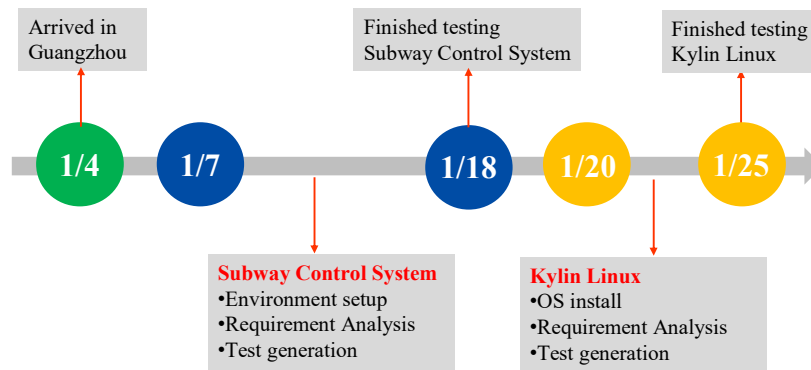 Arrived in
Guangzhou
Finished testing
Subway Control System
Finished testing
Kylin Linux
1/4
1/7
1/18
1/20
1/25
Subway Control System
•Environment setup
•Requirement Analysis
•Test generation
Kylin Linux
•OS install
•Requirement Analysis
•Test generation